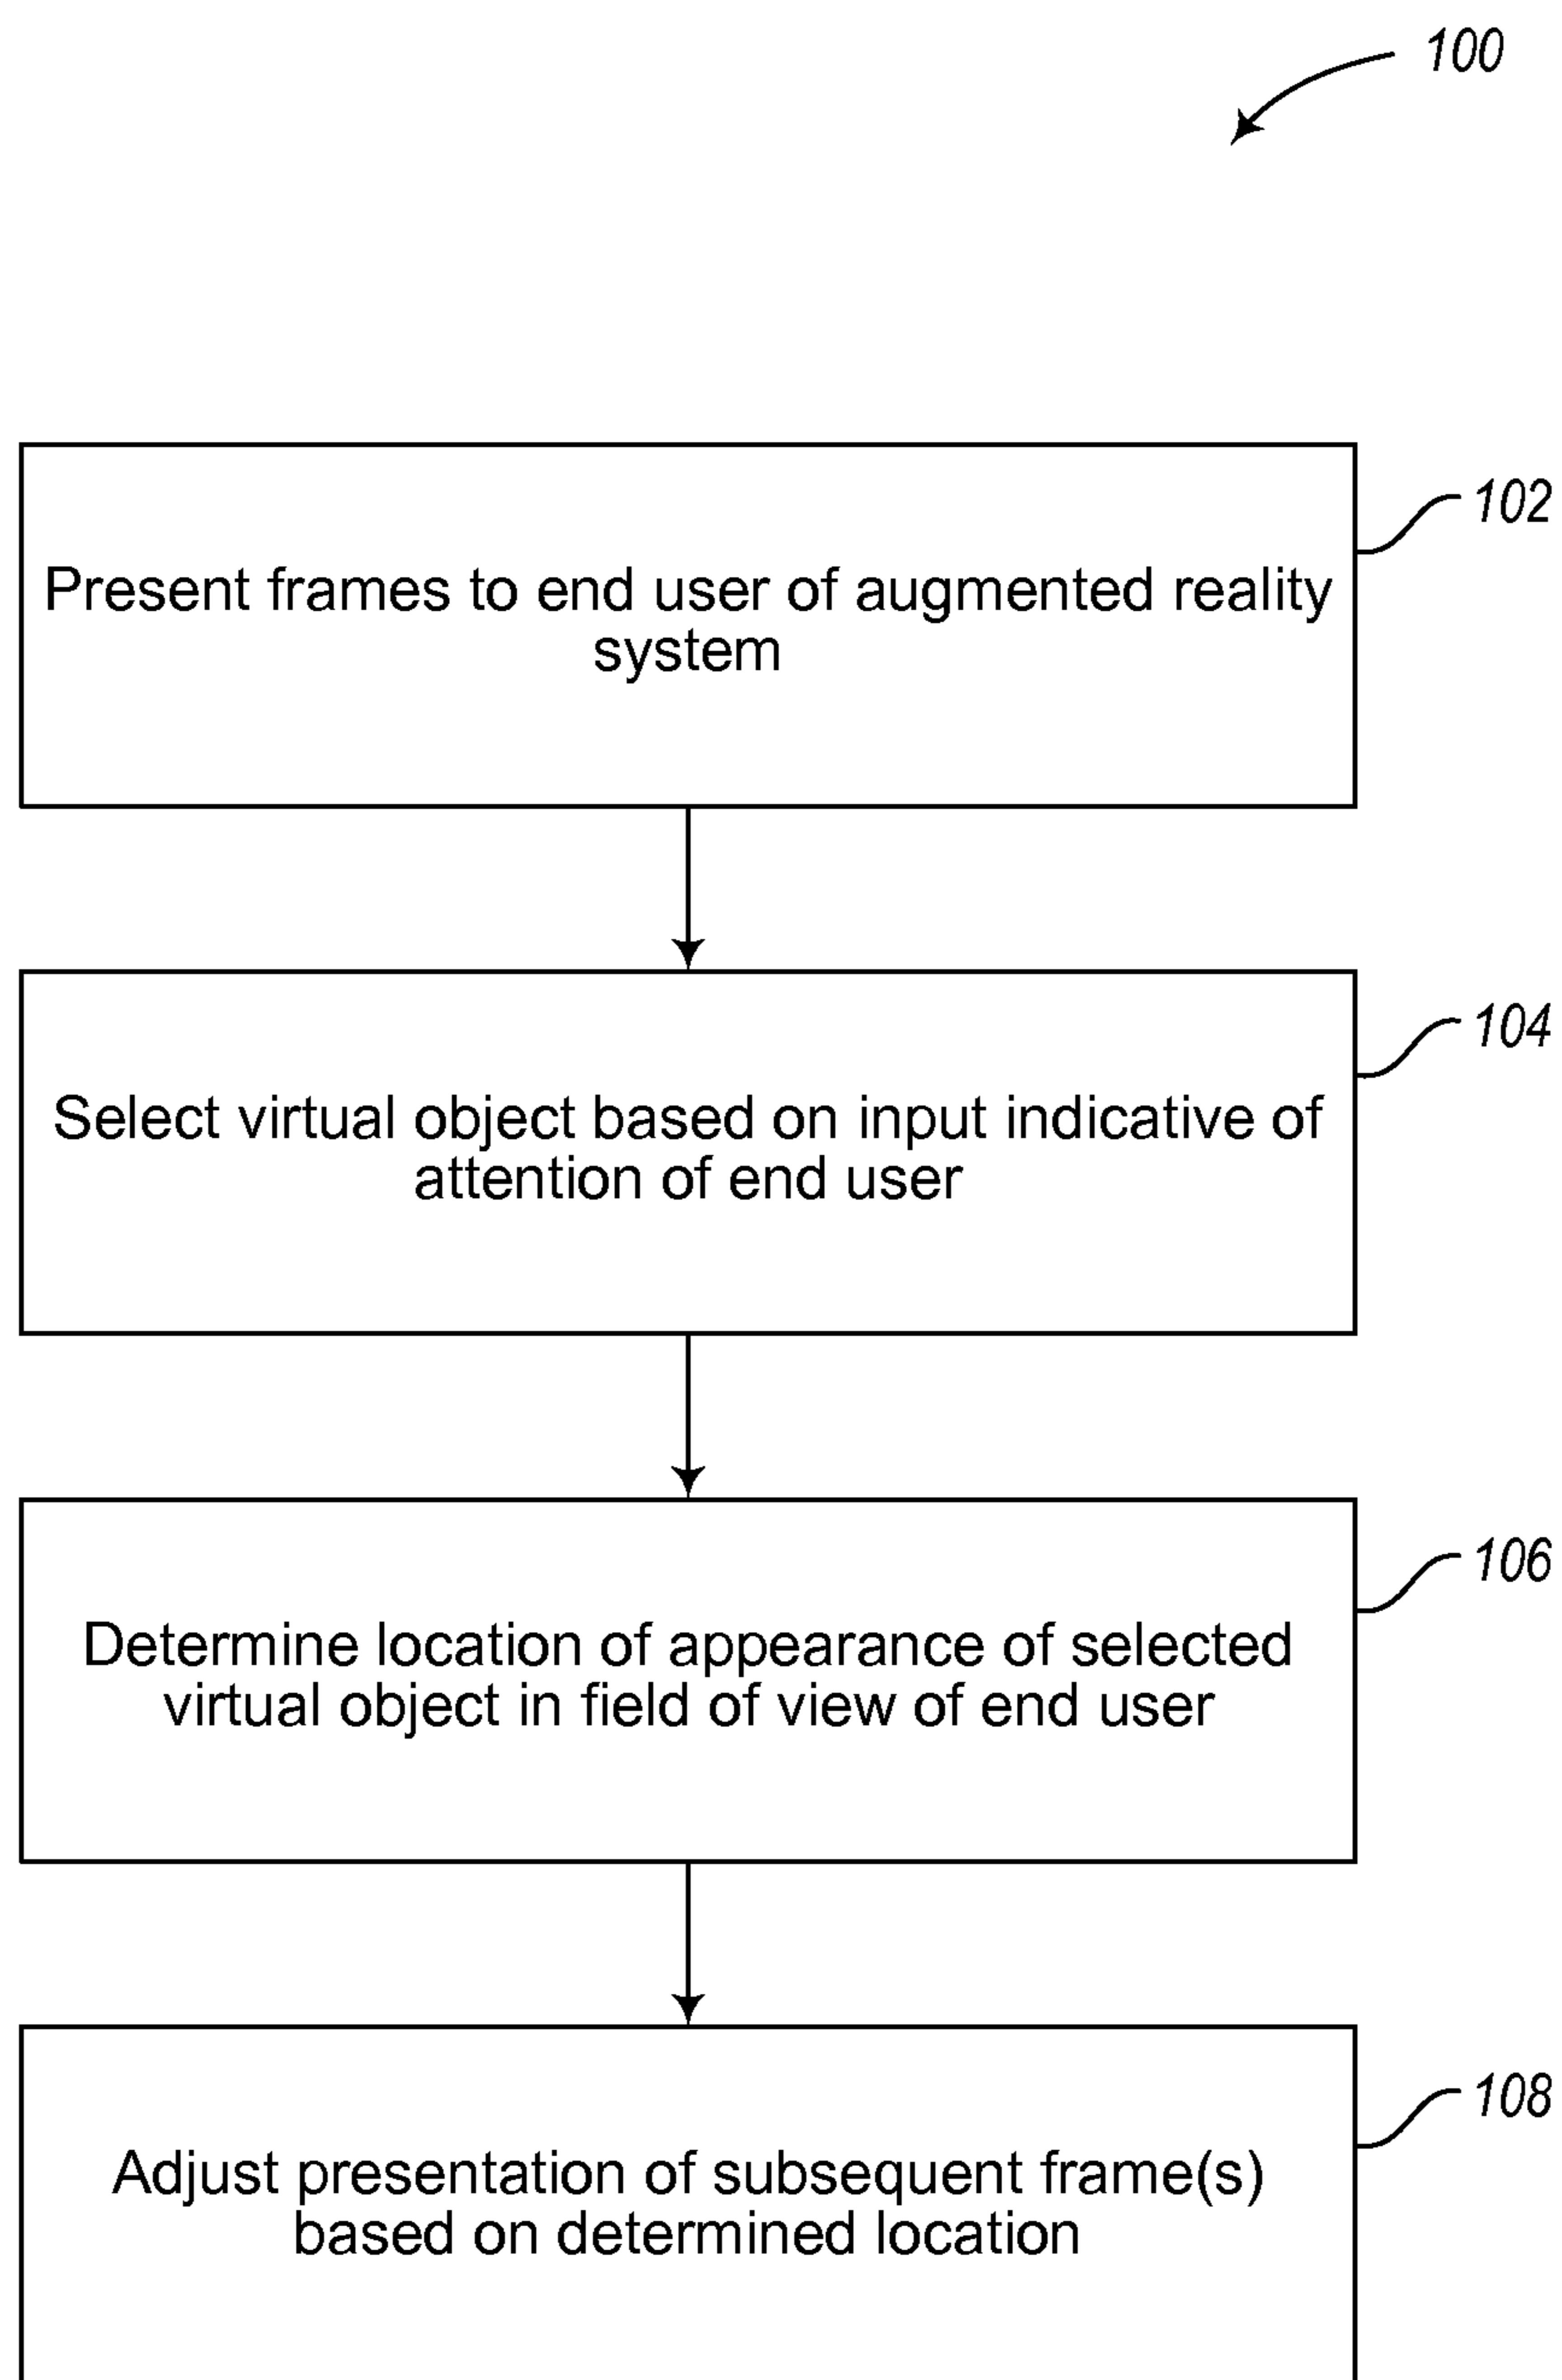 100
102
Present frames to end user of augmented reality
system
104
Select virtual object based on input indicative of
attention of end user
106
Determine location of appearance of selected
virtual object in field of view of end user
108
Adjust presentation of subsequent frame(s)
based on determined location